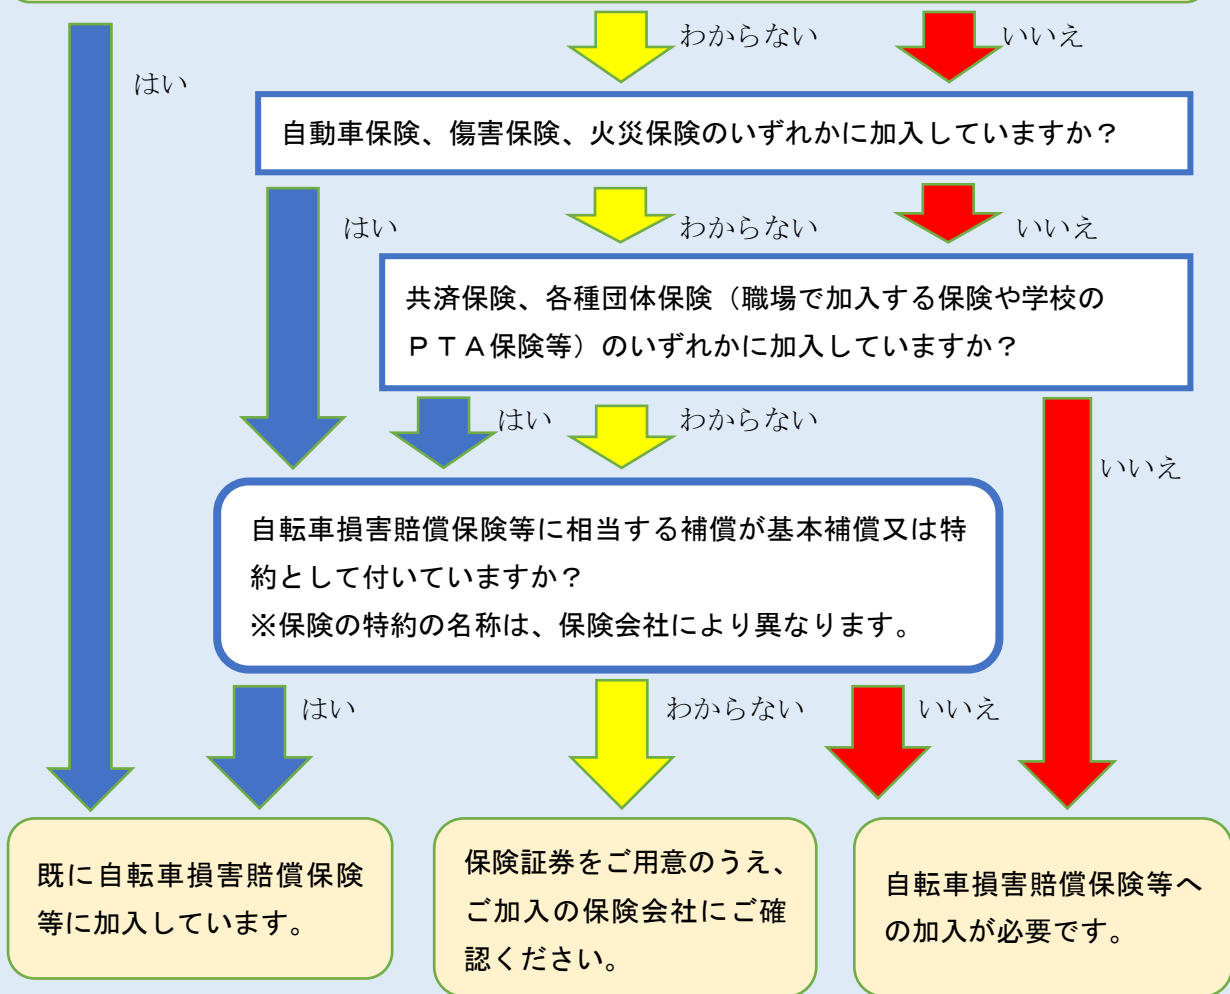 わからない
いいえ
はい
自動車保険、傷害保険、火災保険のいずれかに加入していますか？
はい
わからない
いいえ
共済保険、各種団体保険（職場で加入する保険や学校の
ＰＴＡ保険等）のいずれかに加入していますか？
はい
わからない
いいえ
自転車損害賠償保険等に相当する補償が基本補償又は特
約として付いていますか？
※保険の特約の名称は、保険会社により異なります。
はい
わからない
いいえ
既に自転車損害賠償保険
等に加入しています。
保険証券をご用意のうえ、
ご加入の保険会社にご確
認ください。
自転車損害賠償保険等へ
の加入が必要です。